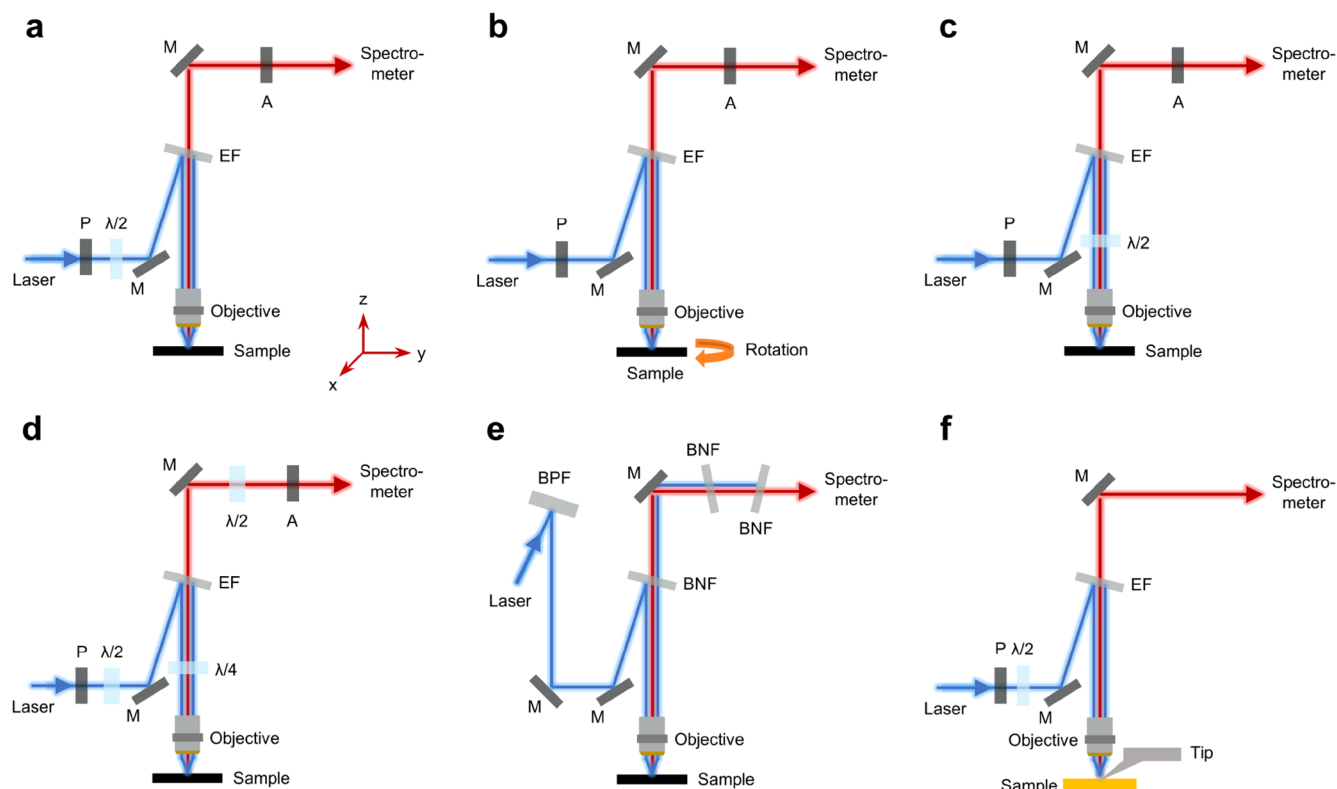 a
M
Spectro-
meter
A
EF
P
λ/2
Laser
M
Objective
Sample
z
y
x
b
M
Spectro-
meter
A
EF
P
Laser
M
Objective
Rotation
Sample
c
M
Spectro-
meter
A
EF
P
λ/2
Laser
M
Objective
Sample
d
M
Spectro-
meter
λ/2
A
EF
P
λ/2
λ/4
Laser
M
Objective
Sample
e
BNF
M
Spectro-
meter
BPF
BNF
BNF
Laser
M
M
Objective
Sample
f
M
Spectro-
meter
EF
P
λ/2
Laser
M
Objective
Tip
Sample